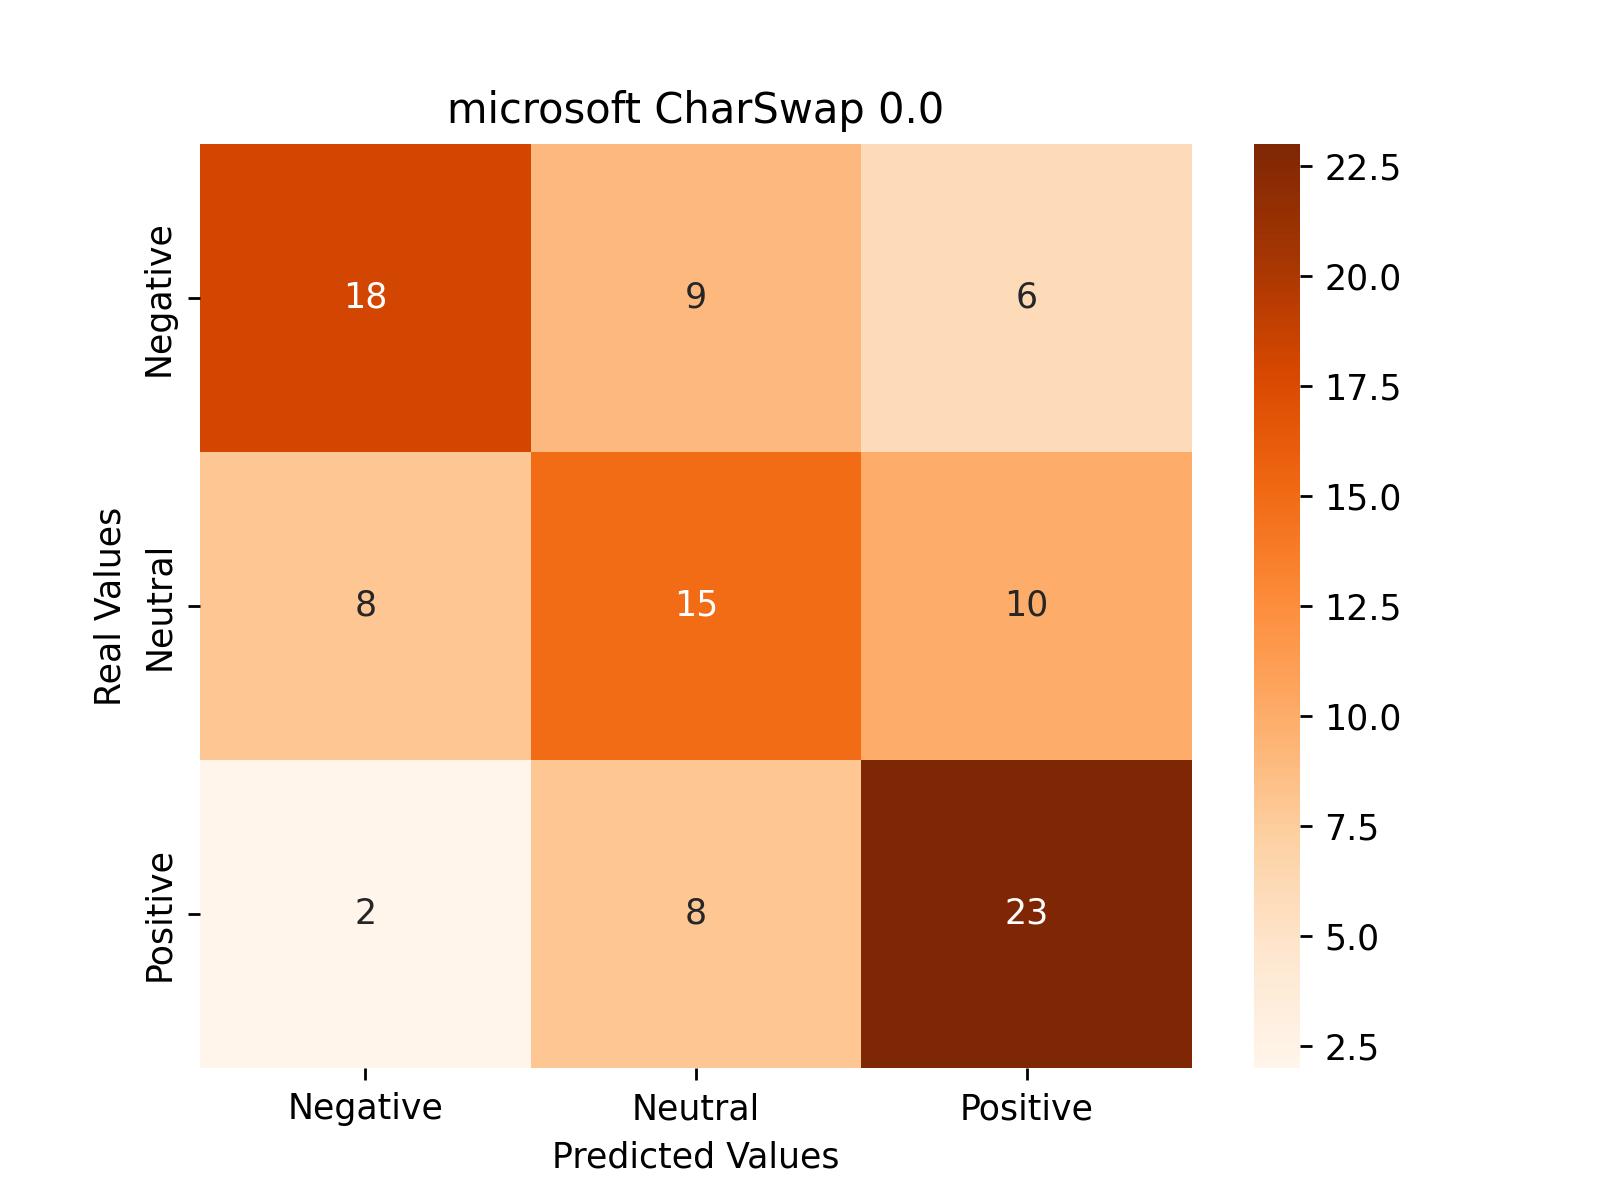 microsoft CharSwap 0.0
Real Values
Negative
18 9 6
Neutral
8 15 10
Positive
2 8 23
Negative Neutral Positive
Predicted Values
22.5
20.0
17.5
15.0
12.5
10.0
7.5
5.0
2.5